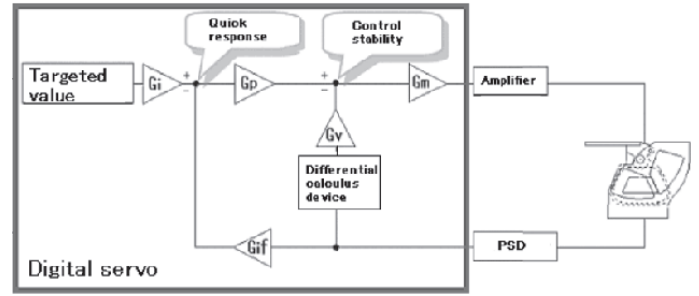 Quick
response
Control
stability
Targeted
value
Gi
+
−
Gp
+
−
Gm
Amplifier
Gv
Differential
calculus
device
Gif
PSD
Digital servo